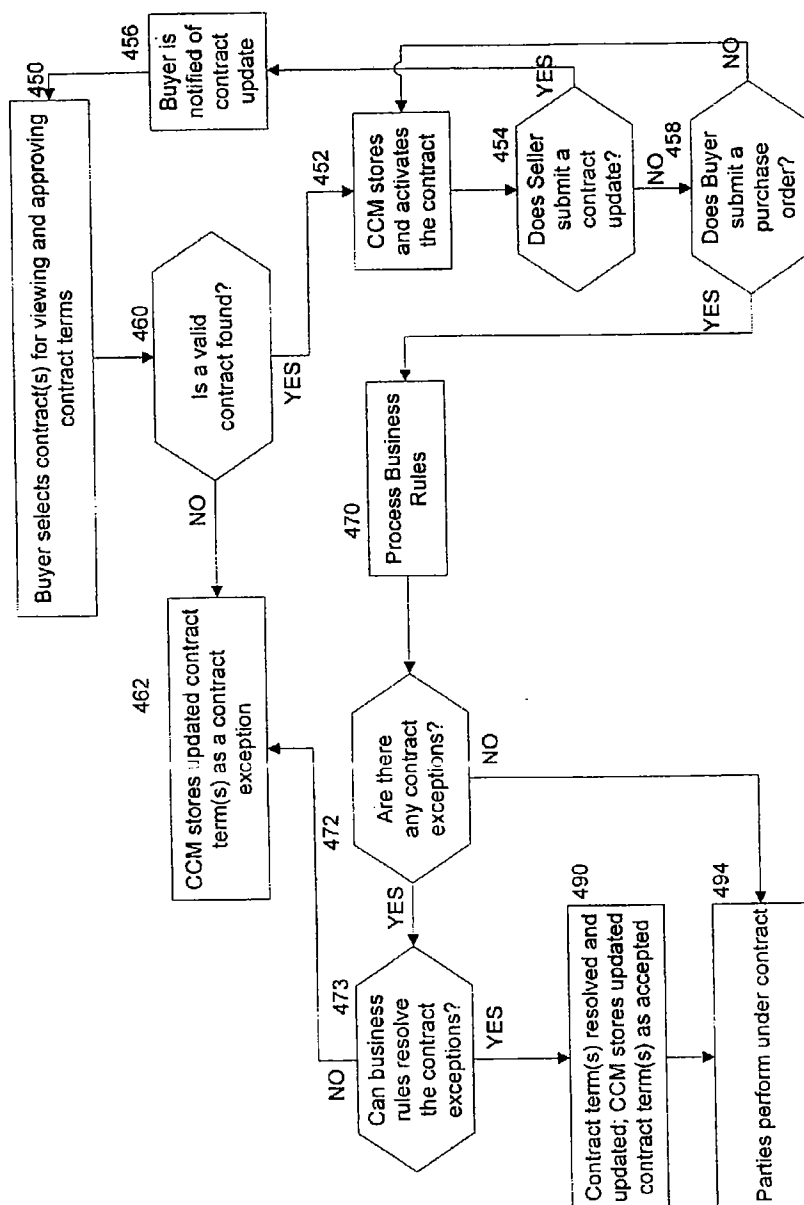 450
Buyer selects contract(s) for viewing and approving
contract terms
456
Buyer is
notified of
contract
update
460
Is a valid
contract found?
NO
YES
462
CCM stores updated contract
term(s) as a contract
exception
452
CCM stores
and activates
the contract
454
Does Seller
submit a
contract
update?
YES
NO
458
Does Buyer
submit a
purchase
order?
NO
YES
470
Process Business
Rules
472
Are there
any contract
exceptions?
NO
YES
473
Can business
rules resolve
the contract
exceptions?
NO
YES
490
Contract term(s) resolved and
updated; CCM stores updated
contract term(s) as accepted
494
Parties perform under contract